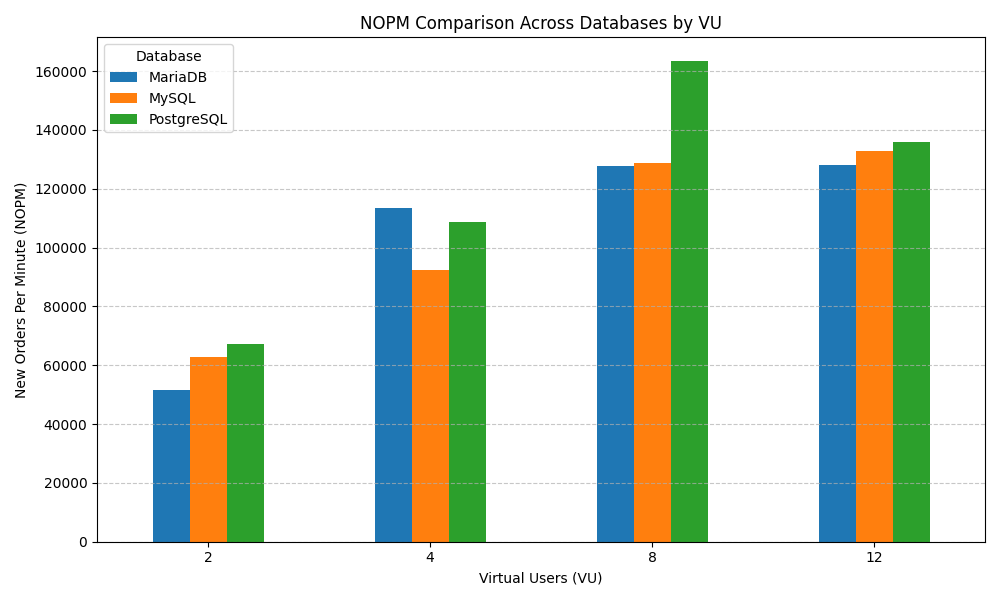 NOPM Comparison Across Databases by VU
Database
MariaDB
MySQL
PostgreSQL
New Orders Per Minute (NOPM)
160000
140000
120000
100000
80000
60000
40000
20000
0
2 4 8 12
Virtual Users (VU)